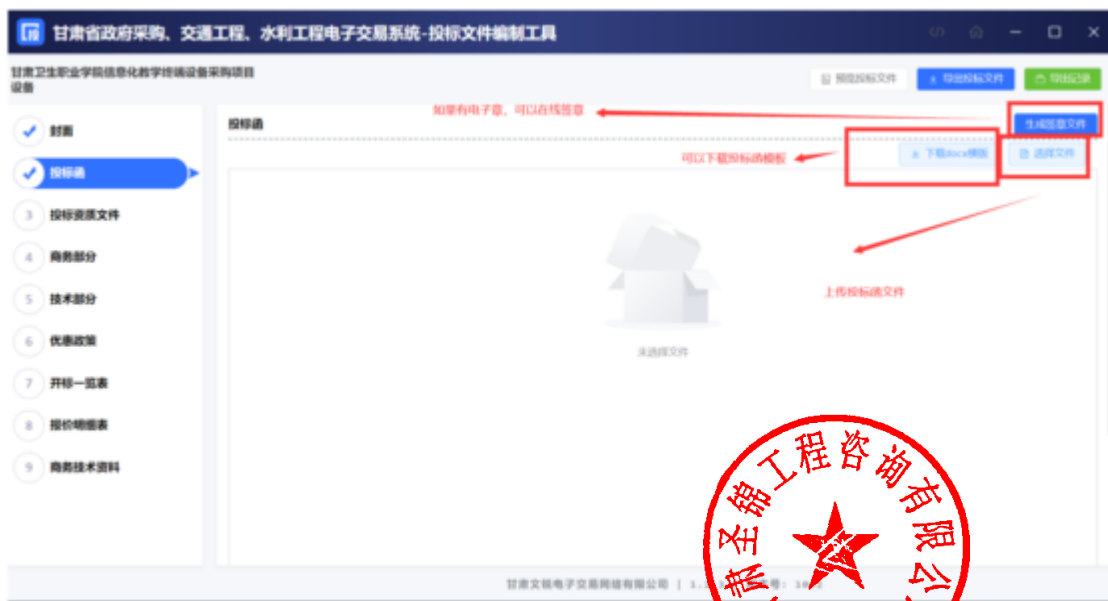 投
甘肃省政府采购、交通工程、水利工程电子交易系统-投标文件编制工具
甘肃卫生职业学院信息化教学终端设备采购项目
设备
预览投标文件
导出投标文件
导出记录
如果有电子章，可以在线签章
封面
投标函
生成签章文件
可以下载投标函模板
下载docx模板
选择文件
投标函
3 投标资质文件
4 商务部分
5 技术部分
6 优惠政策
7 开标一览表
8 报价明细表
9 商务技术资料
上传投标函文件
未选择文件
肃圣锦工程咨询有限公
甘肃文锐电子交易网络有限公司 | 1.